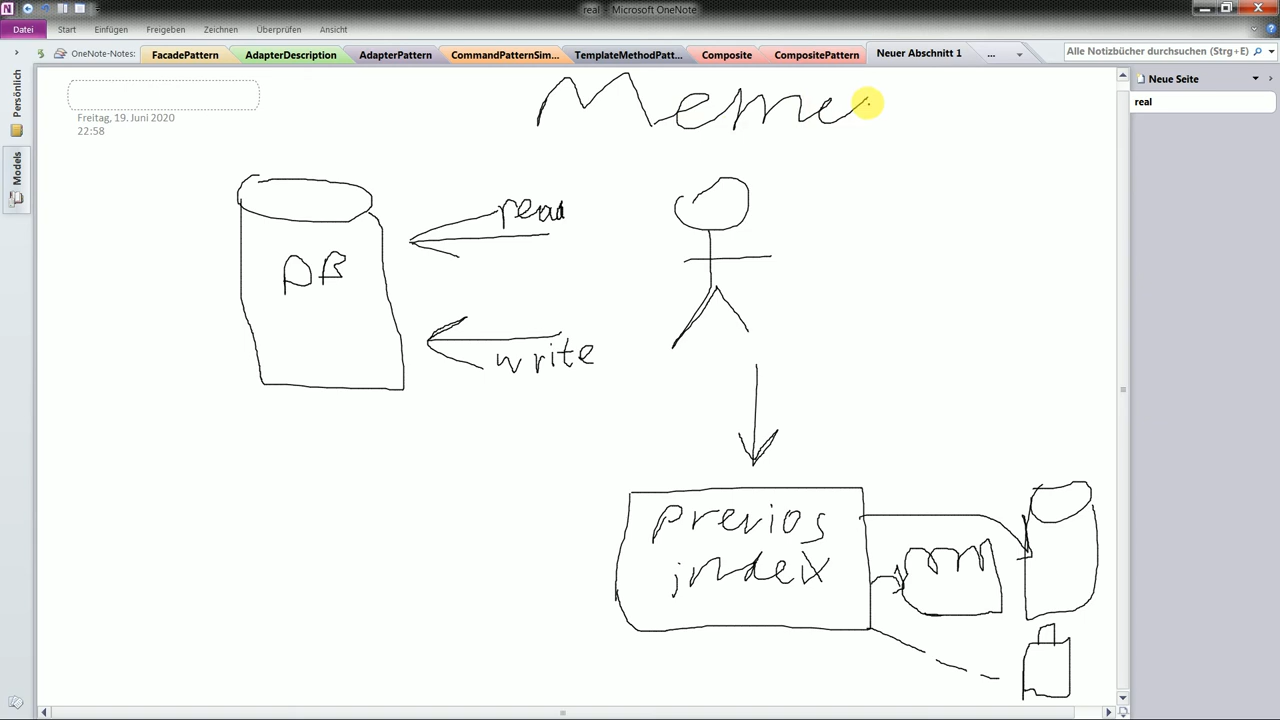 real - Microsoft OneNote
Datei Start Einfügen Freigeben Zeichnen Überprüfen Ansicht
OneNote-Notes: FacadePattern AdapterDescription AdapterPattern CommandPatternSim... TemplateMethodPatt... Composite CompositePattern Neuer Abschnitt 1 ... Alle Notizbücher durchsuchen (Strg+E)
Neue Seite
real
Persönlich
Models
Freitag, 19. Juni 2020
22:58
Meme
read
DB
write
previos
index